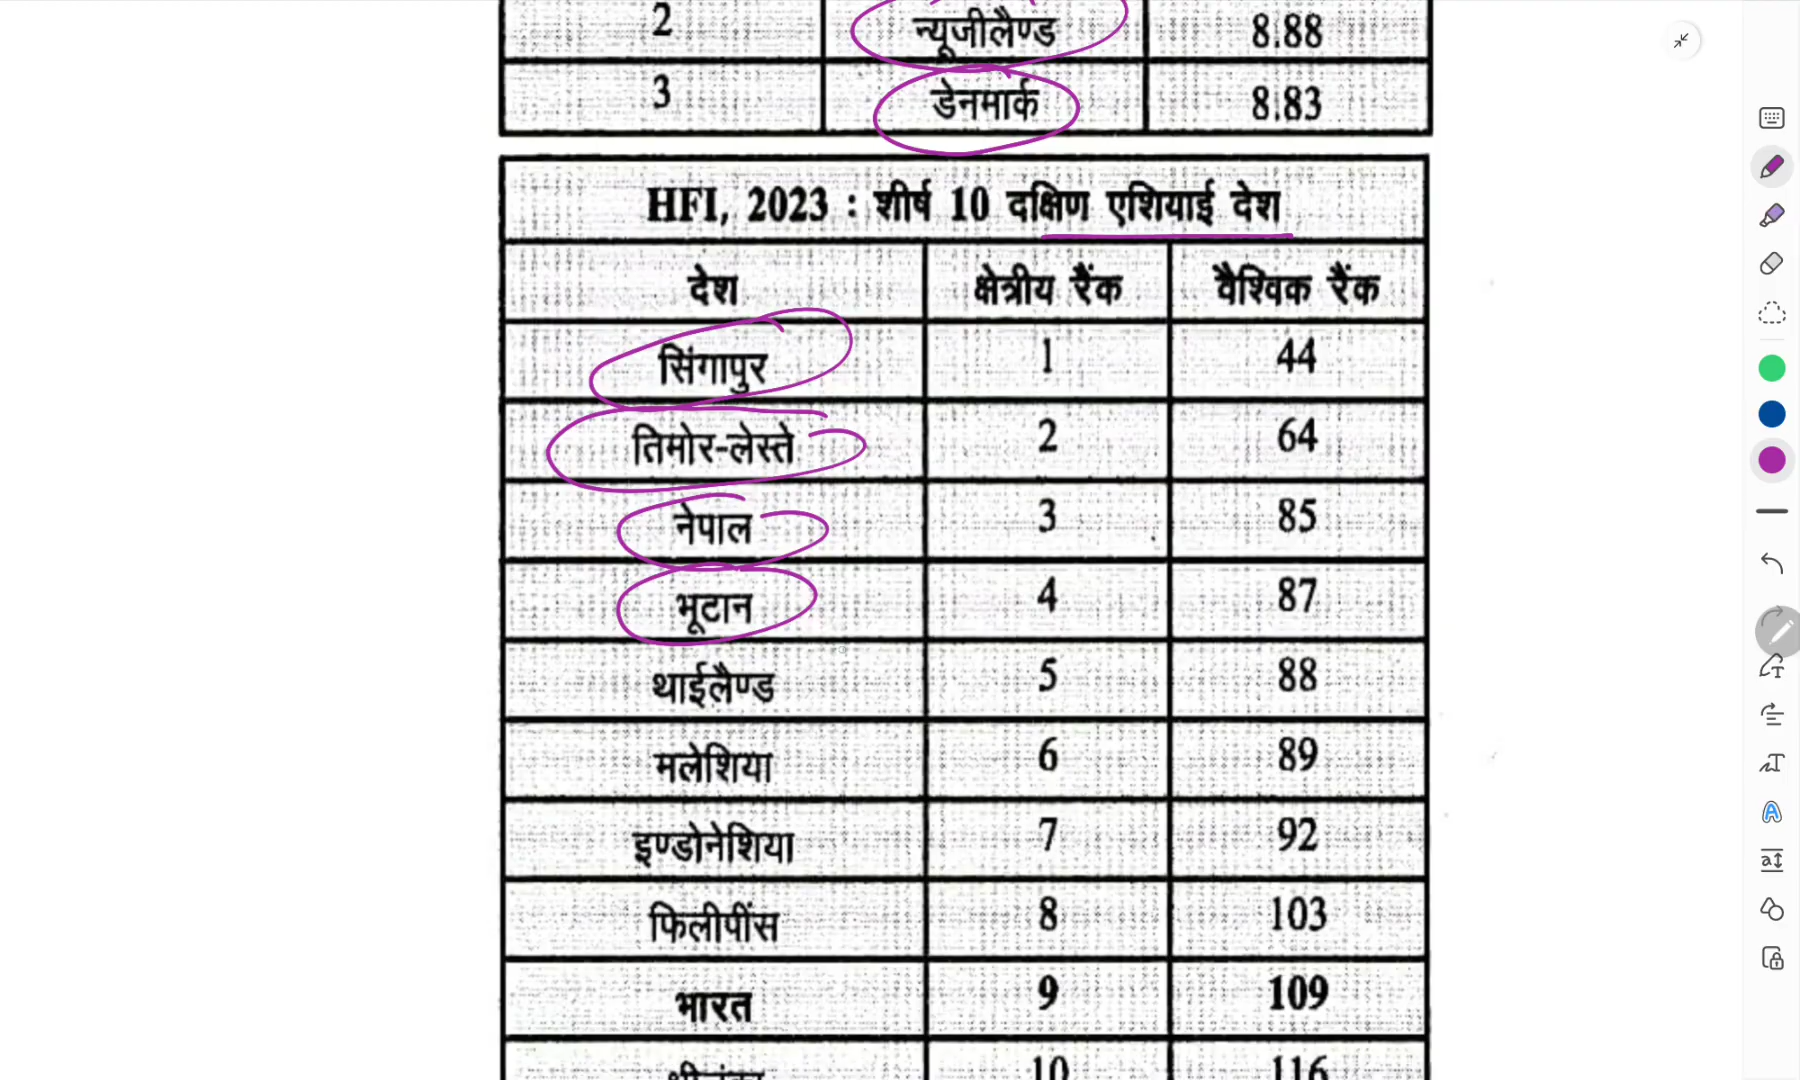 2 न्यूजीलैण्ड 8.88
3 डेनमार्क 8.83
HFI, 2023 : शीर्ष 10 दक्षिण एशियाई देश
देश क्षेत्रीय रैंक वैश्विक रैंक
सिंगापुर 1 44
तिमोर-लेस्ते 2 64
नेपाल 3 85
भूटान 4 87
थाईलैण्ड 5 88
मलेशिया 6 89
इण्डोनेशिया 7 92
फिलीपींस 8 103
भारत 9 109
10 116